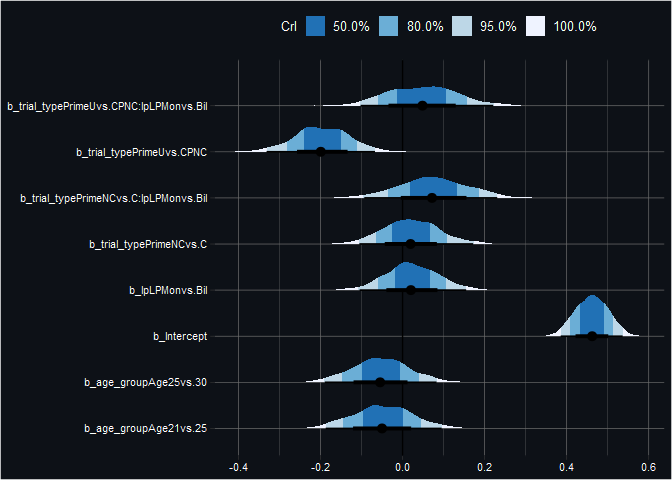 CrI 50.0% 80.0% 95.0% 100.0%
b_trial_typePrimeUvs.CPNC:lpLPMonvs.Bil
b_trial_typePrimeUvs.CPNC
b_trial_typePrimeNCvs.C:lpLPMonvs.Bil
b_trial_typePrimeNCvs.C
b_lpLPMonvs.Bil
b_Intercept
b_age_groupAge25vs.30
b_age_groupAge21vs.25
-0.4 -0.2 0.0 0.2 0.4 0.6